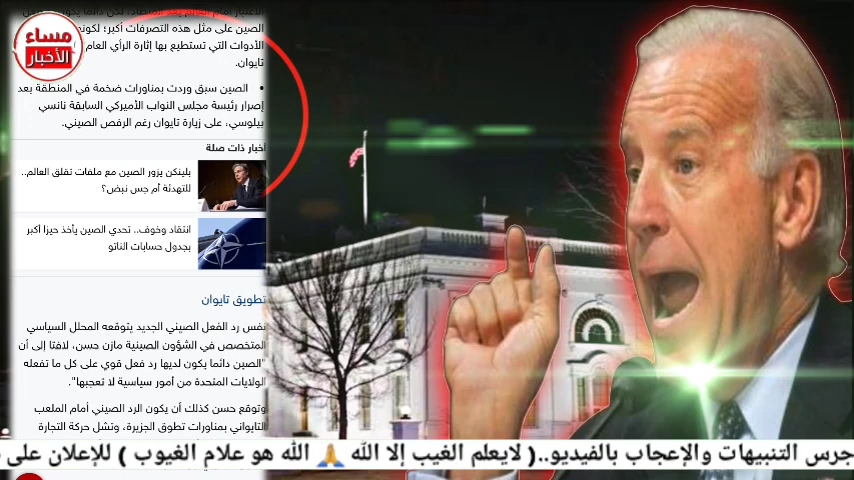 مساء
الأخبار
الصين على مثل هذه التصرفات أكبر؛ لكونه
الأدوات التي تستطيع بها إثارة الرأي العام
تايوان.
• الصين سبق وردت بمناورات ضخمة في المنطقة بعد
إصرار رئيسة مجلس النواب الأميركي السابقة نانسي
بيلوسي، على زيارة تايوان رغم الرفض الصيني.
أخبار ذات صلة
بلينكن يزور الصين مع ملفات تقلق العالم..
للتهدئة أم جس نبض؟
انتقاد وخوف.. تحدي الصين يأخذ حيزا أكبر
بجدول حسابات الناتو
تطويق تايوان
نفس رد الفعل الصيني الجديد يتوقعه المحلل السياسي
المتخصص في الشؤون الصينية مازن حسن، لافتا إلى أن
"الصين دائما يكون لديها رد فعل قوي على كل ما تفعله
الولايات المتحدة من أمور سياسية لا تعجبها".
وتوقع حسن كذلك أن يكون الرد الصيني أمام الملعب
التايواني بمناورات تطوق الجزيرة، وتشل حركة التجارة
جرس التنبيهات والإعجاب بالفيديو..( لايعلم الغيب إلا الله 🙏 الله هو علام الغيوب ) للإعلان على